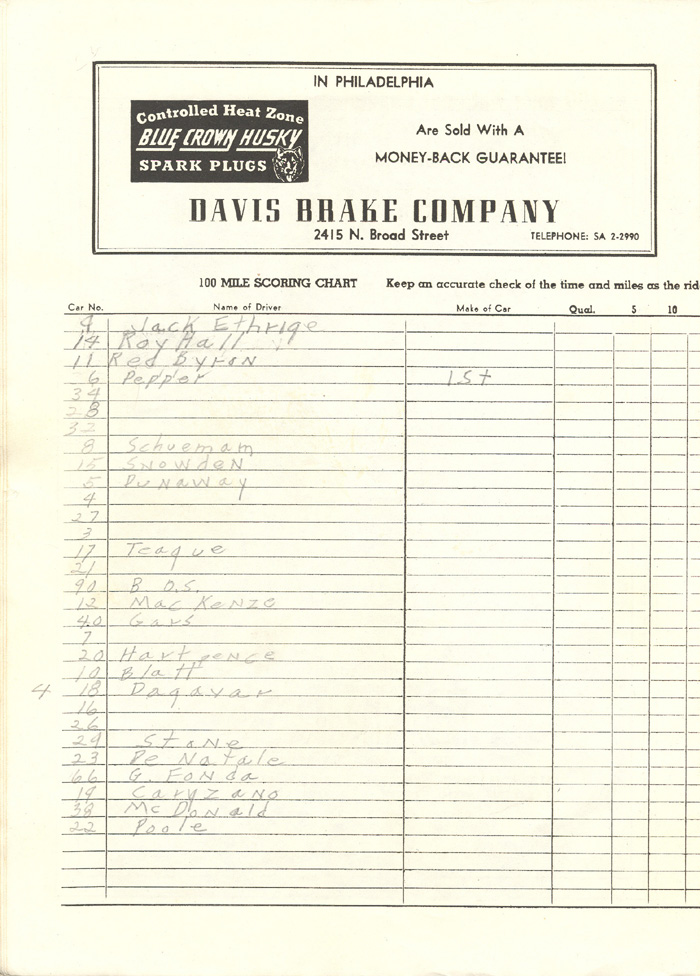 IN PHILADELPHIA
Controlled Heat Zone
BLUE CROWN HUSKY
SPARK PLUGS
Are Sold With A
MONEY-BACK GUARANTEE!
DAVIS BRAKE COMPANY
2415 N. Broad Street
TELEPHONE: SA 2-2990
100 MILE SCORING CHART Keep an accurate check of the time and miles as the rid
Car No. Name of Driver Make of Car Qual. 5 10
9 Jack Ethrige
14 Roy Hall
11 Red Byron
6 Pepper 1st
34
28
32
8 Schuemam
15 Snowden
5 Dunaway
4
27
3
17 Teague
21
90 B O.S.
12 Mac Kenze
40 Gavs
7
20 Hartgence
10 Blatt
4 18 Dagavar
16
26
29 Stone
23 De Natale
66 G. Fonda
19 Caryzano
38 McDonald
22 Poole